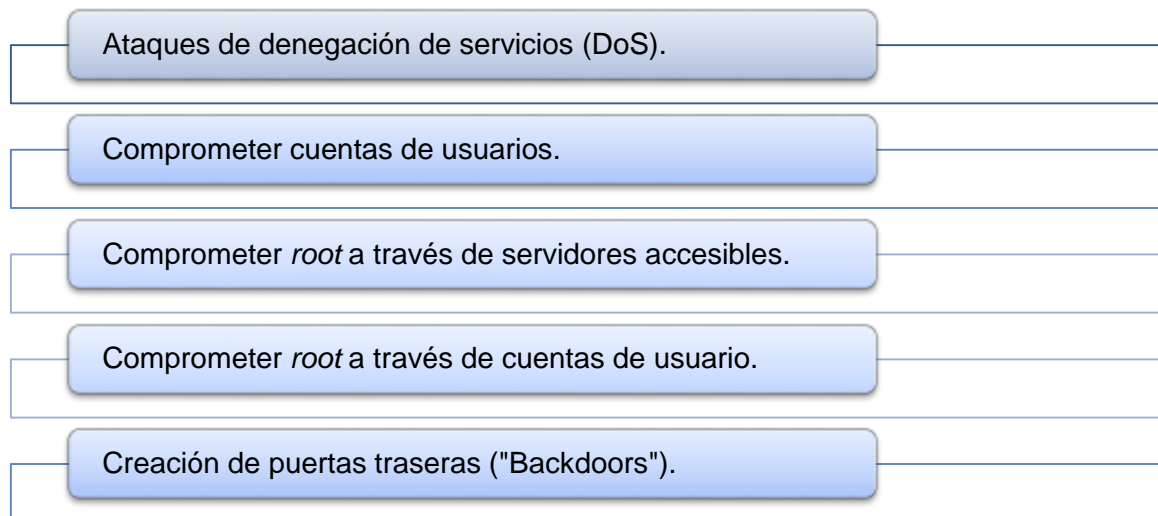 Ataques de denegación de servicios (DoS).
Comprometer cuentas de usuarios.
Comprometer root a través de servidores accesibles.
Comprometer root a través de cuentas de usuario.
Creación de puertas traseras ("Backdoors").